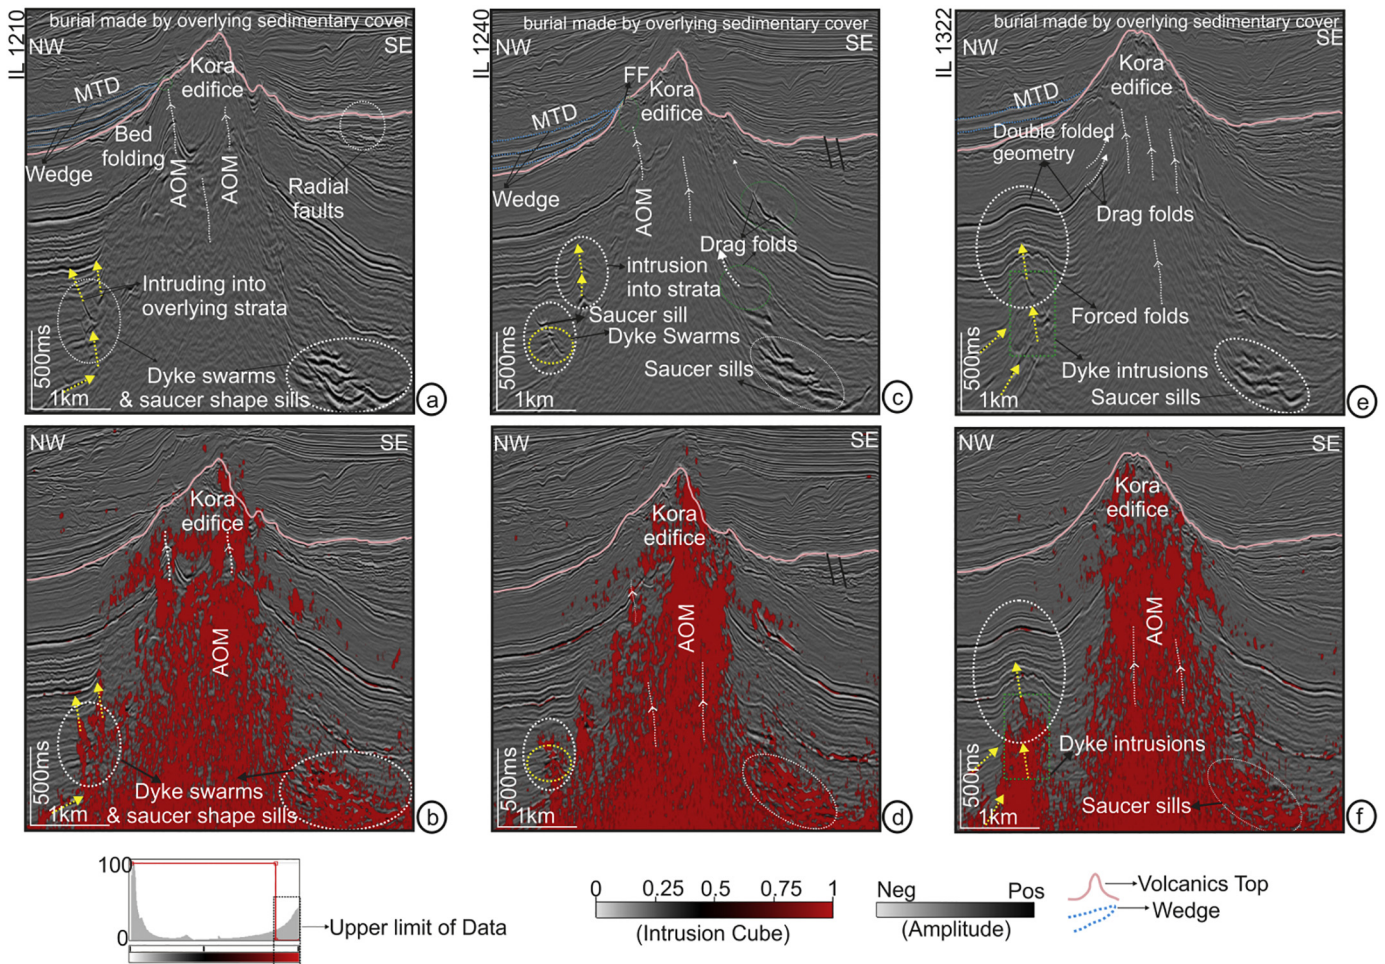 IL 1210
burial made by overlying sedimentary cover
NW
SE
Kora
edifice
MTD
Bed
folding
Wedge
AOM
AOM
Radial
faults
Intruding into
overlying strata
Dyke swarms
& saucer shape sills
500ms
1km
a
IL 1240
burial made by overlying sedimentary cover
NW
SE
FF
Kora
edifice
MTD
Wedge
AOM
Drag folds
intrusion
into strata
Saucer sill
Dyke Swarms
Saucer sills
500ms
1km
c
IL 1322
burial made by overlying sedimentary cover
NW
SE
Kora
edifice
MTD
Double folded
geometry
Drag folds
Forced folds
Dyke intrusions
Saucer sills
500ms
1km
e
NW
SE
Kora
edifice
AOM
Dyke swarms
& saucer shape sills
500ms
1km
b
NW
SE
Kora
edifice
AOM
500ms
1km
d
NW
SE
Kora
edifice
AOM
Dyke intrusions
Saucer sills
500ms
1km
f
100
0
Upper limit of Data
0 0.25 0.5 0.75 1
(Intrusion Cube)
Neg Pos
(Amplitude)
Volcanics Top
Wedge